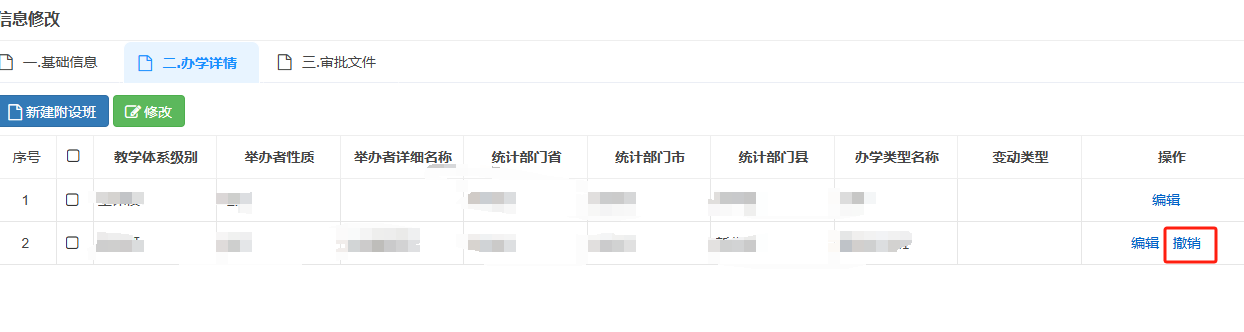 信息修改
一.基础信息 二.办学详情 三.审批文件
新建附设班 修改
序号 教学体系级别 举办者性质 举办者详细名称 统计部门省 统计部门市 统计部门县 办学类型名称 变动类型 操作
1 编辑
2 编辑 撤销